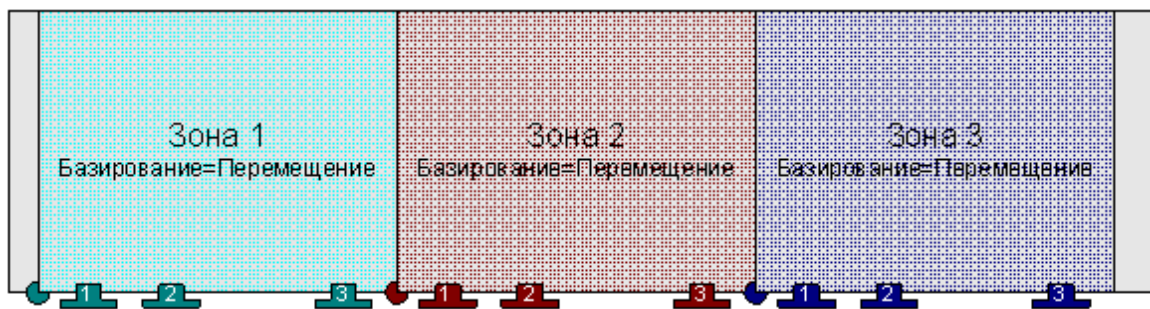 Зона 1
Базирование=Перемещение
Зона 2
Базирование=Перемещение
Зона 3
Базирование=Перемещение
1 2 3 1 2 3 1 2 3